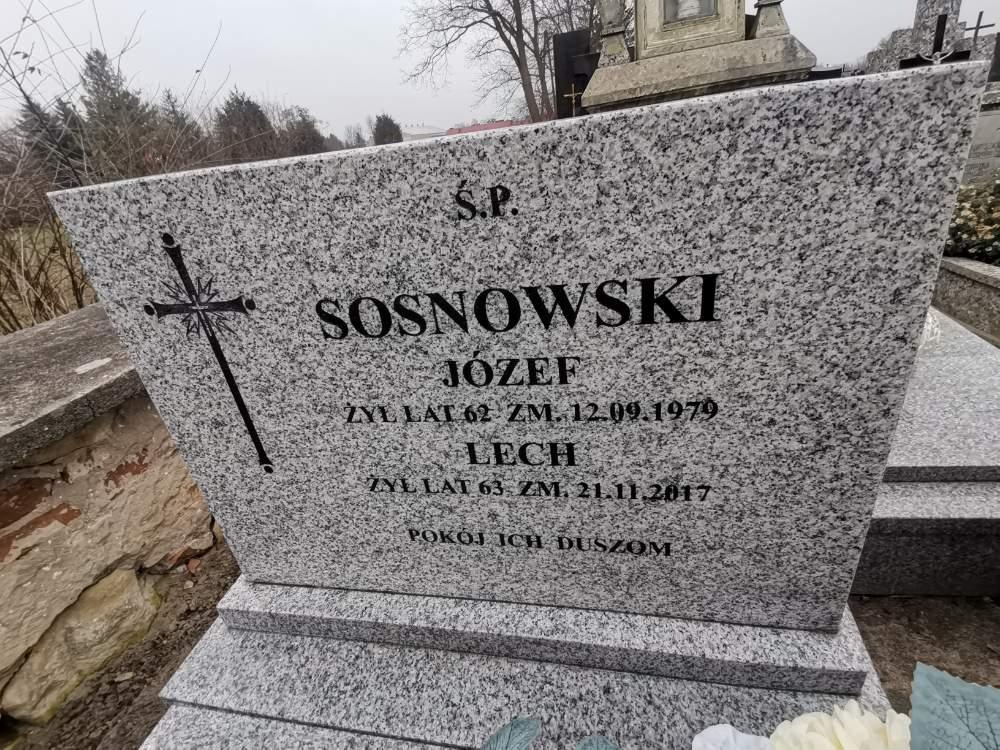 Ś.P.
SOSNOWSKI
JÓZEF
ŻYŁ LAT 62 ZM. 12.09.1979
LECH
ŻYŁ LAT 63 ZM. 21.11.2017
POKÓJ ICH DUSZOM